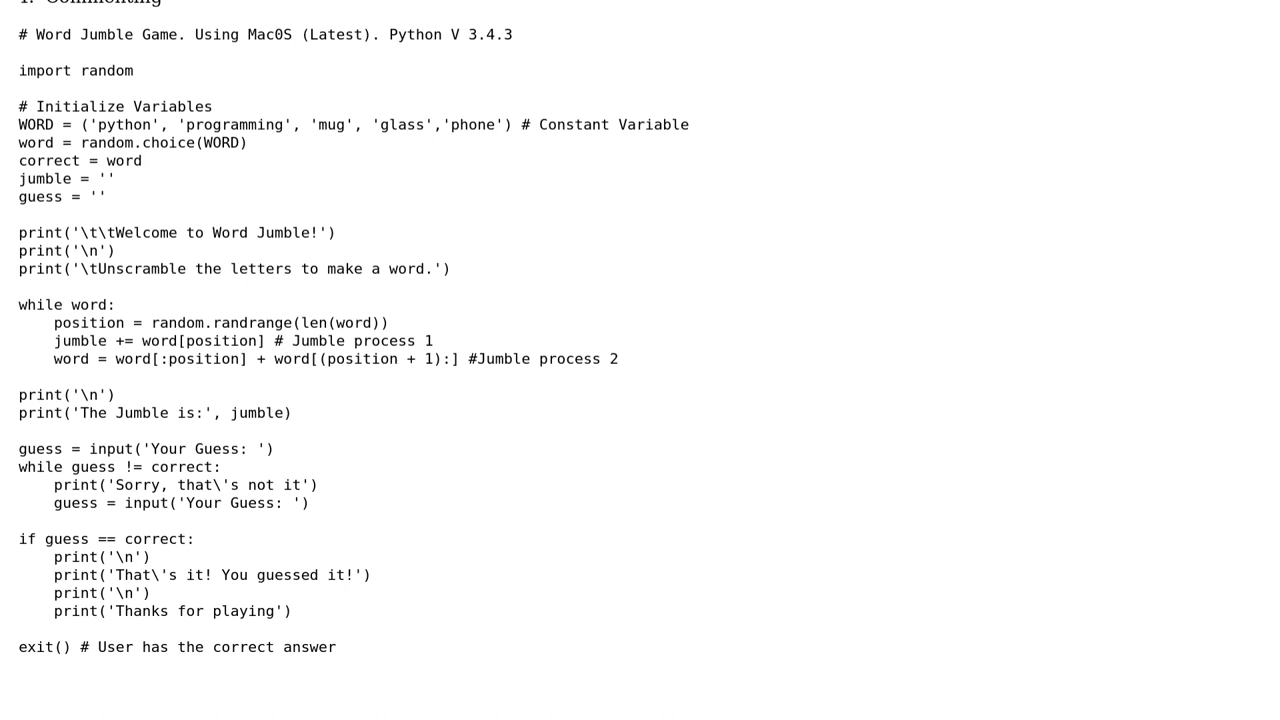 1. Commenting
# Word Jumble Game. Using Mac0S (Latest). Python V 3.4.3
import random
# Initialize Variables
WORD = ('python', 'programming', 'mug', 'glass','phone') # Constant Variable
word = random.choice(WORD)
correct = word
jumble = ''
guess = ''
print('\t\tWelcome to Word Jumble!')
print('\n')
print('\tUnscramble the letters to make a word.')
while word:
    position = random.randrange(len(word))
    jumble += word[position] # Jumble process 1
    word = word[:position] + word[(position + 1):] #Jumble process 2
print('\n')
print('The Jumble is:', jumble)
guess = input('Your Guess: ')
while guess != correct:
    print('Sorry, that\'s not it')
    guess = input('Your Guess: ')
if guess == correct:
    print('\n')
    print('That\'s it! You guessed it!')
    print('\n')
    print('Thanks for playing')
exit() # User has the correct answer